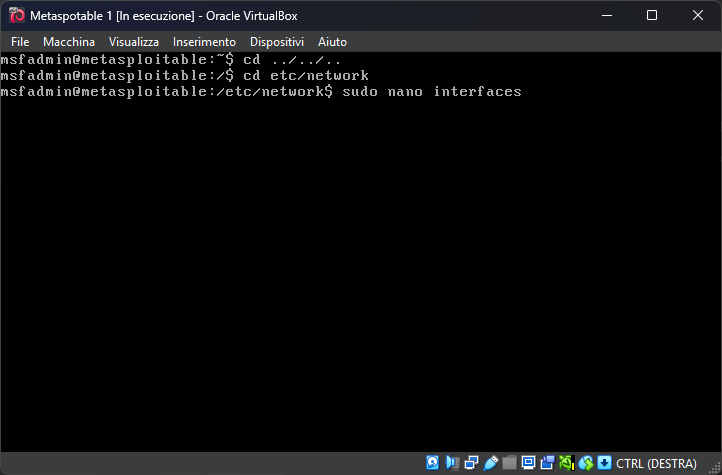 Metaspotable 1 [In esecuzione] - Oracle VirtualBox
File Macchina Visualizza Inserimento Dispositivi Aiuto
msfadmin@metasploitable:~$ cd ../../..
msfadmin@metasploitable:/$ cd etc/network
msfadmin@metasploitable:/etc/network$ sudo nano interfaces
CTRL (DESTRA)